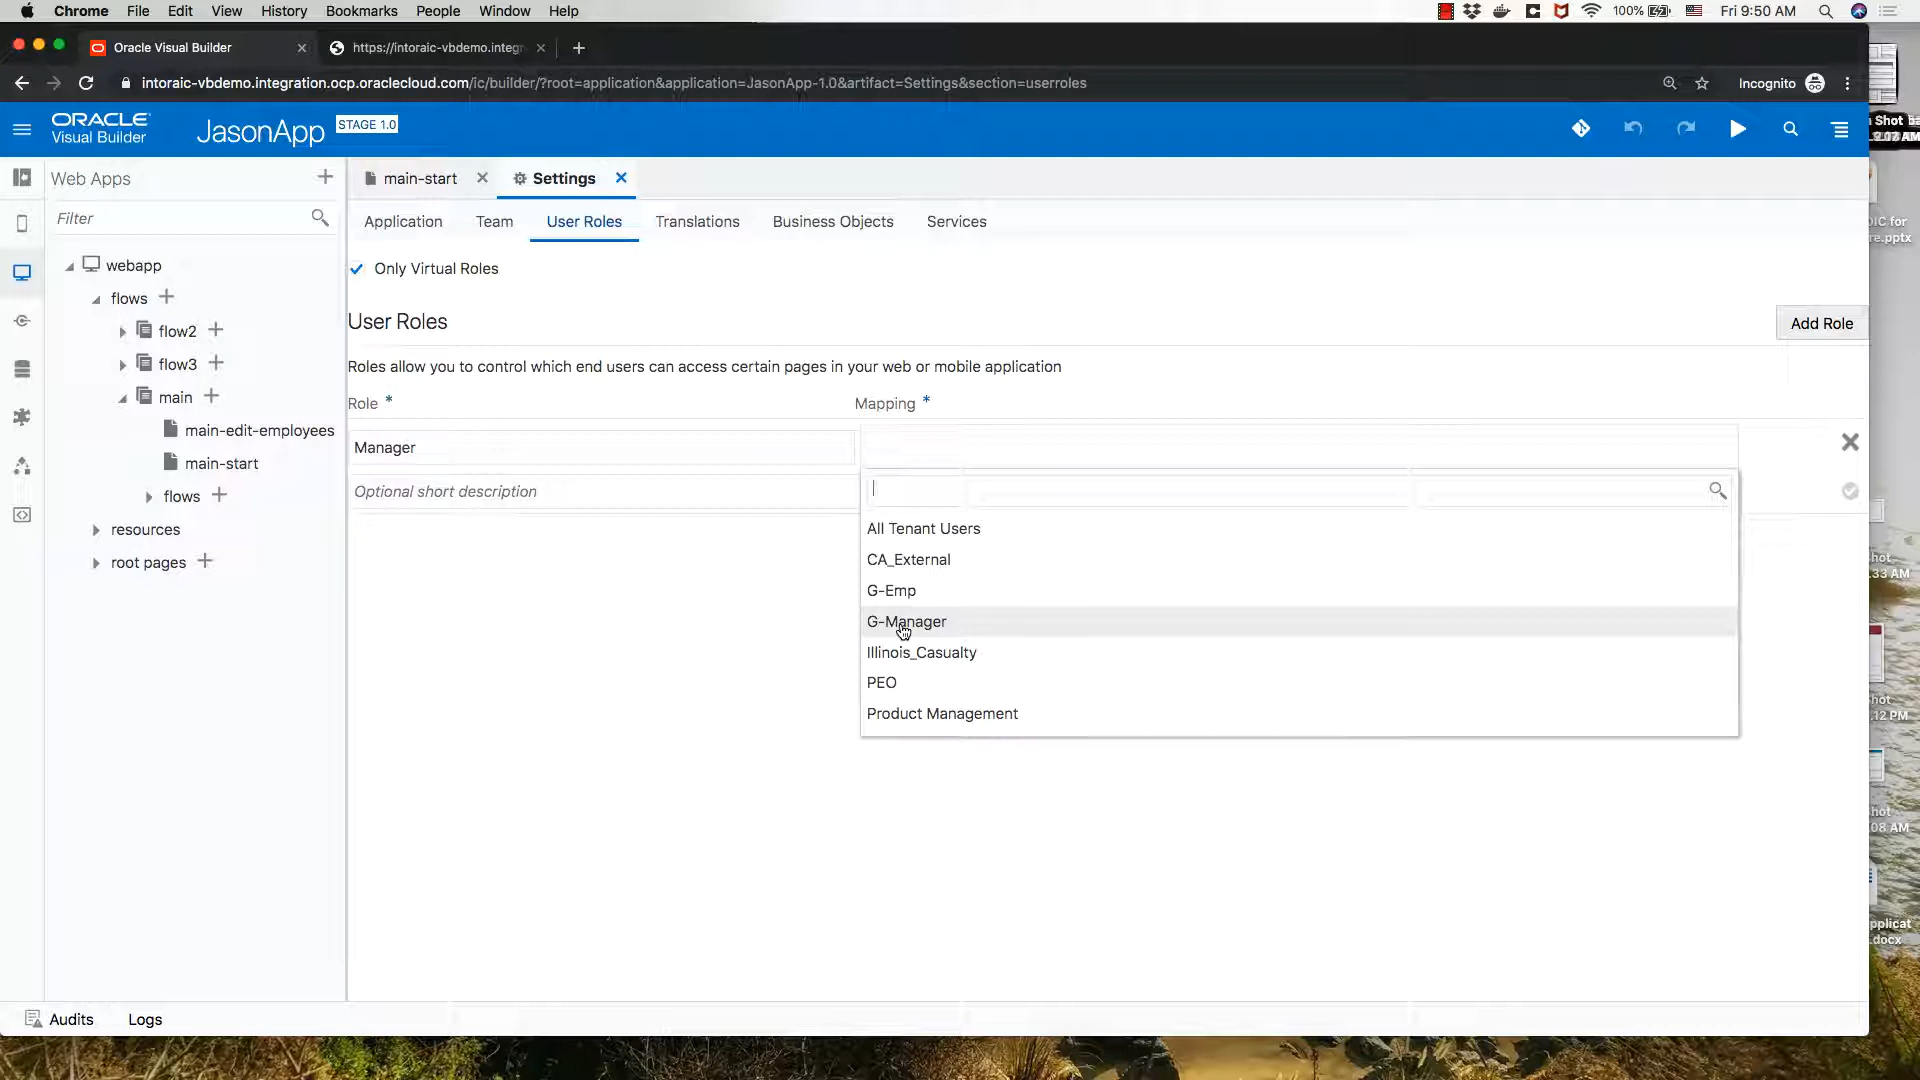 Chrome File Edit View History Bookmarks People Window Help
100% Fri 9:50 AM
Oracle Visual Builder
https://intoraic-vbdemo.integr
intoraic-vbdemo.integration.ocp.oraclecloud.com/ic/builder/?root=application&application=JasonApp-1.0&artifact=Settings&section=userroles
Incognito
ORACLE
Visual Builder
JasonApp
STAGE 1.0
Web Apps
Filter
webapp
flows
flow2
flow3
main
main-edit-employees
main-start
flows
resources
root pages
main-start
Settings
Application Team User Roles Translations Business Objects Services
Only Virtual Roles
User Roles
Add Role
Roles allow you to control which end users can access certain pages in your web or mobile application
Role *
Mapping *
Manager
Optional short description
All Tenant Users
CA_External
G-Emp
G-Manager
Illinois_Casualty
PEO
Product Management
Audits
Logs
Shot
DIC for
re.pptx
.33 AM
.12 PM
.08 AM
.docx